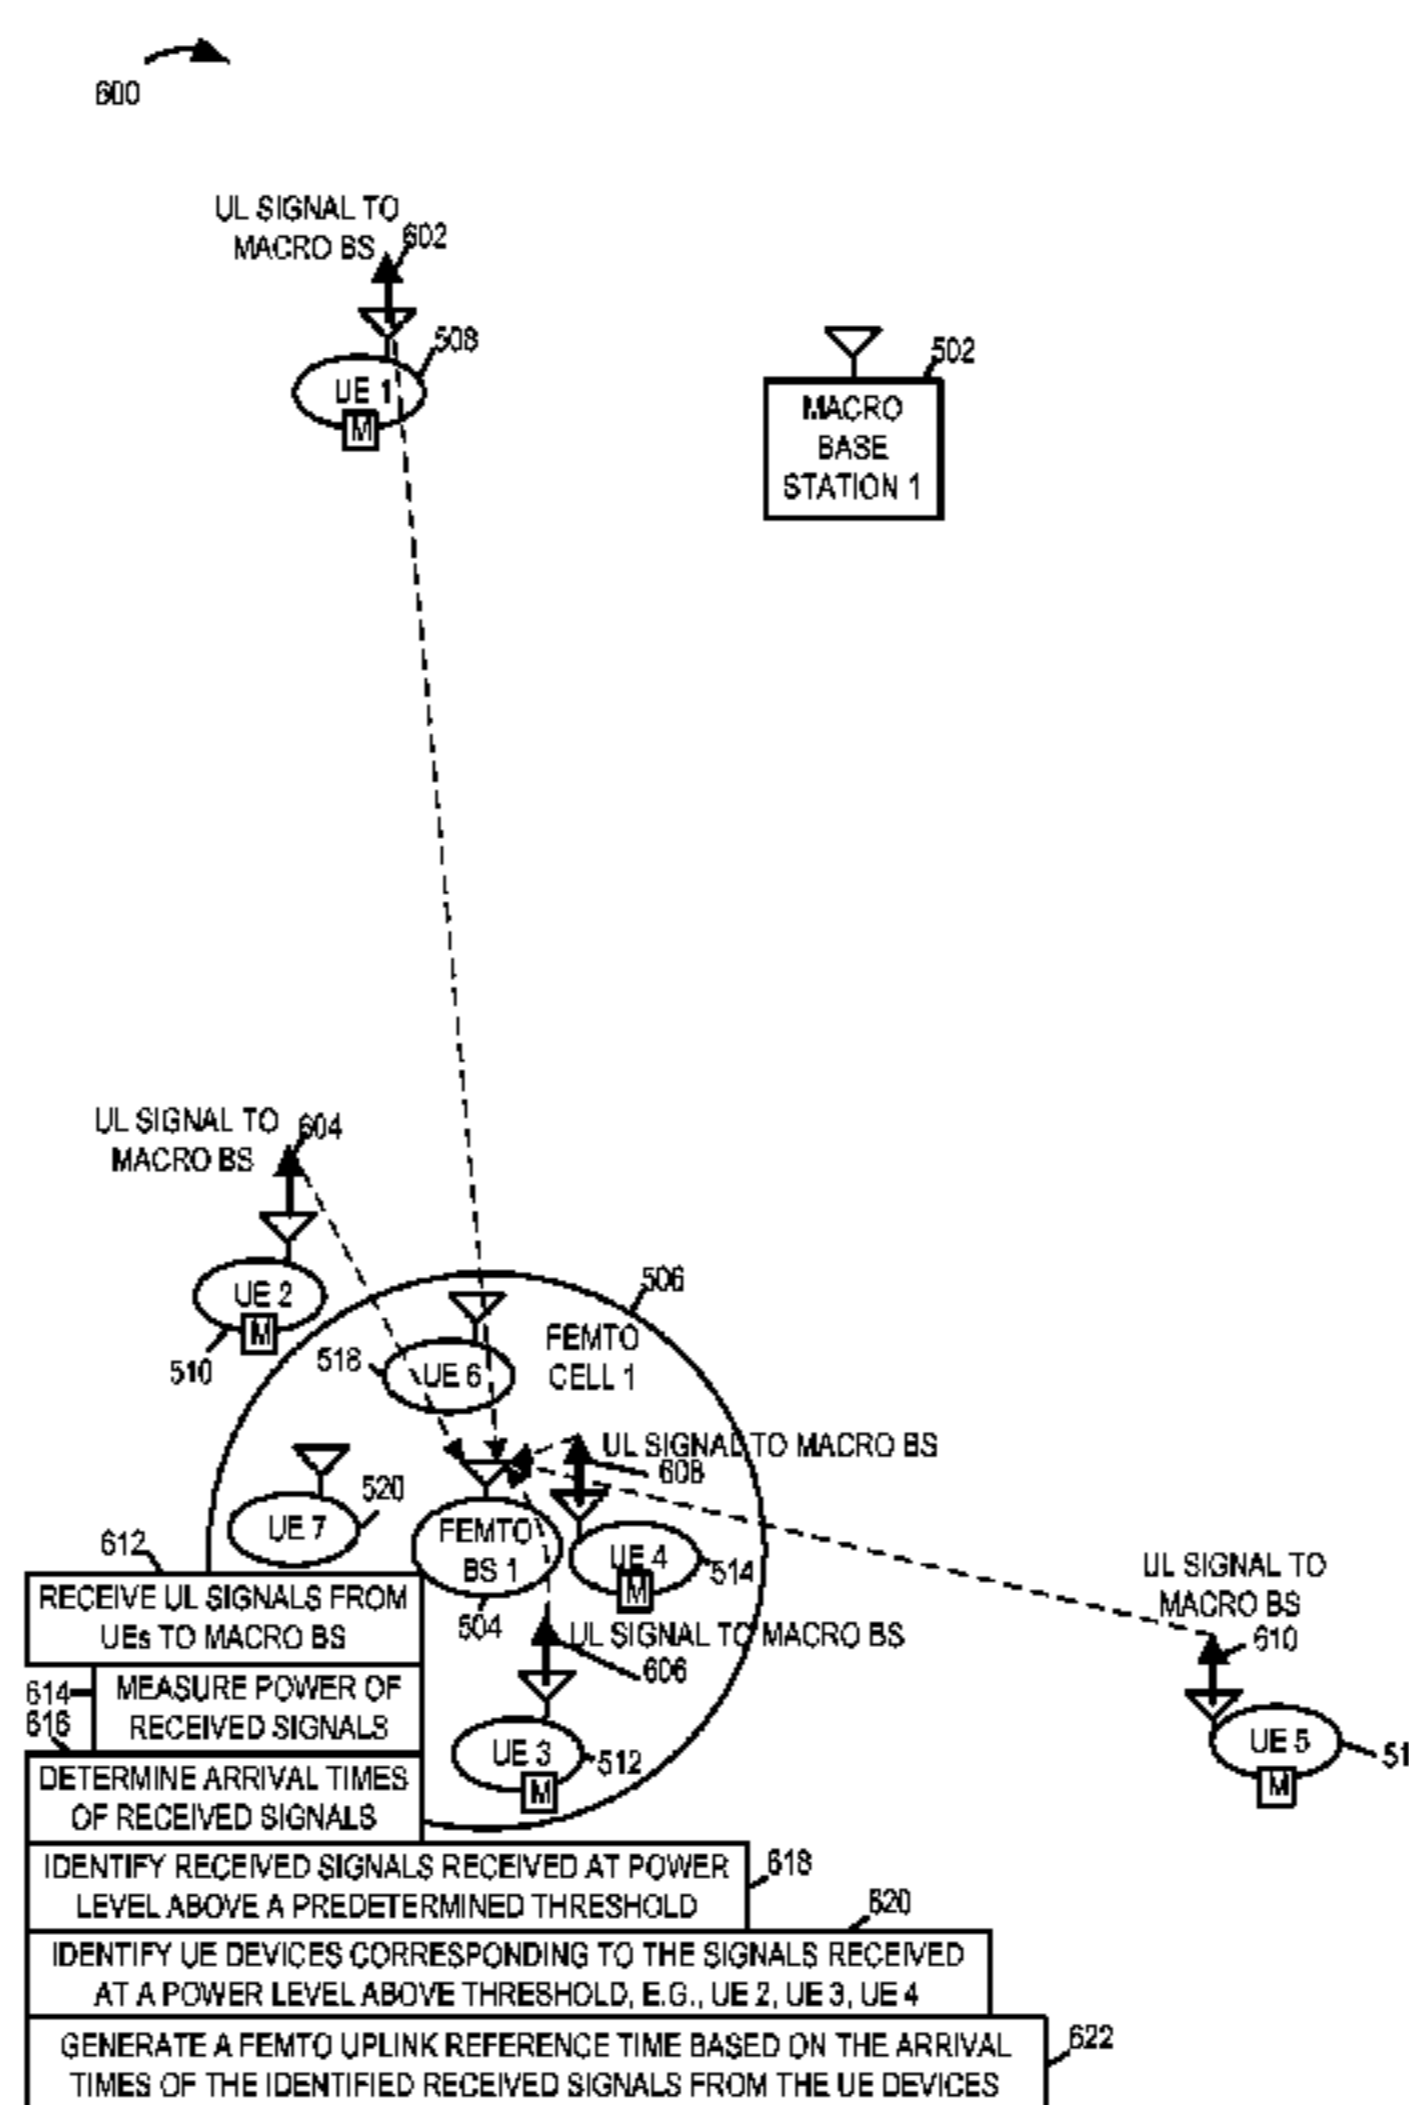 600
UL SIGNAL TO
MACRO BS
602
508
UE 1
M
502
MACRO
BASE
STATION 1
UL SIGNAL TO
MACRO BS
604
UE 2
M
510
506
FEMTO
CELL 1
518
UE 6
UL SIGNAL TO MACRO BS
608
520
UE 7
FEMTO
BS 1
504
UE 4
M
514
UL SIGNAL TO
MACRO BS
610
UE 5
M
51
UL SIGNAL TO MACRO BS
606
UE 3
M
512
612
RECEIVE UL SIGNALS FROM
UEs TO MACRO BS
614
MEASURE POWER OF
RECEIVED SIGNALS
616
DETERMINE ARRIVAL TIMES
OF RECEIVED SIGNALS
IDENTIFY RECEIVED SIGNALS RECEIVED AT POWER
LEVEL ABOVE A PREDETERMINED THRESHOLD
618
620
IDENTIFY UE DEVICES CORRESPONDING TO THE SIGNALS RECEIVED
AT A POWER LEVEL ABOVE THRESHOLD, E.G., UE 2, UE 3, UE 4
622
GENERATE A FEMTO UPLINK REFERENCE TIME BASED ON THE ARRIVAL
TIMES OF THE IDENTIFIED RECEIVED SIGNALS FROM THE UE DEVICES